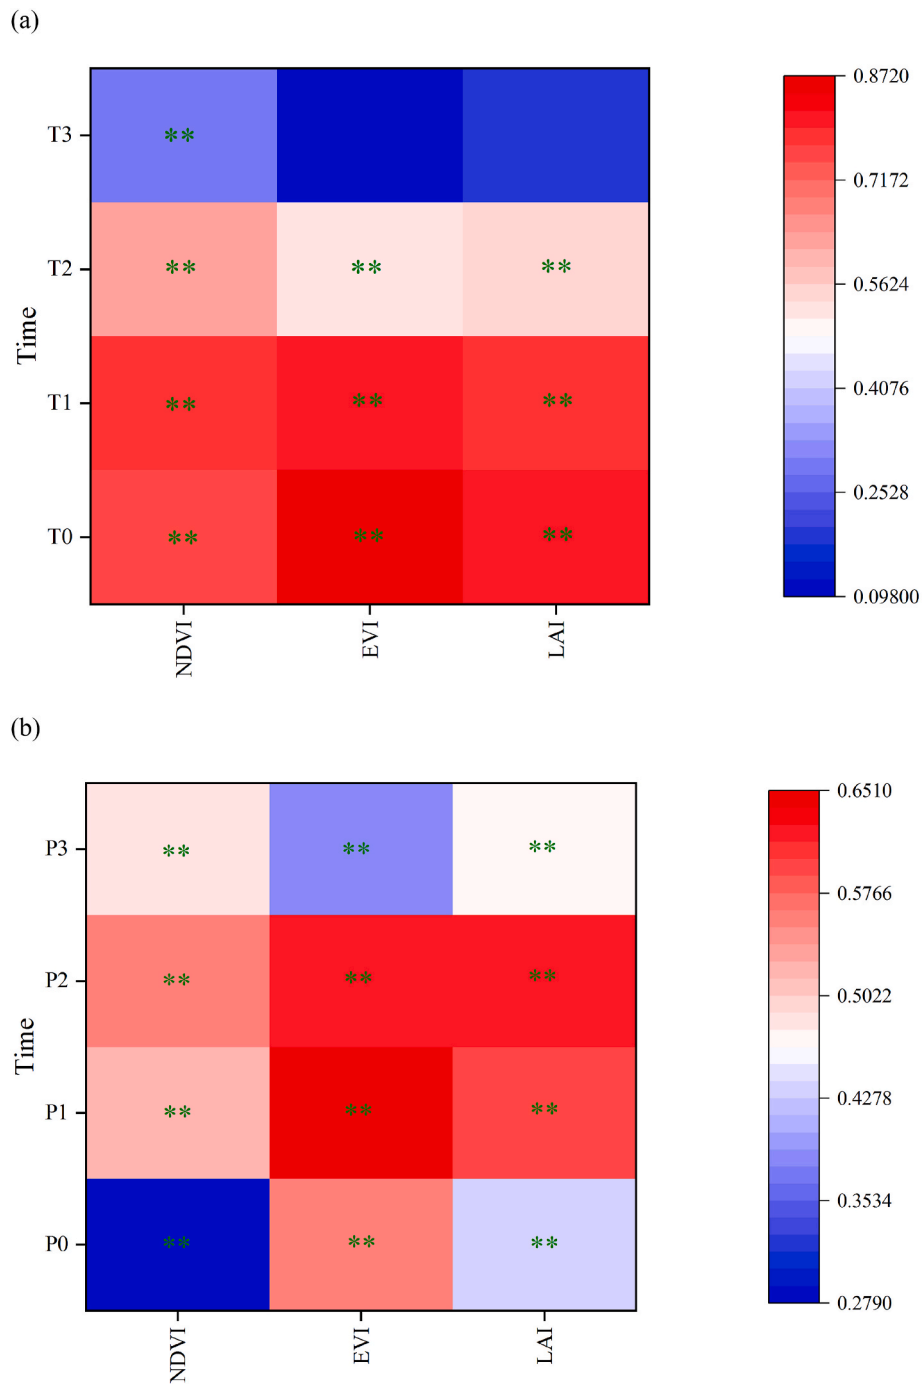 (a)
0.8720
T3 **
0.7172
T2 ** ** **
0.5624
Time
T1 ** ** **
0.4076
0.2528
T0 ** ** **
0.09800
NDVI EVI LAI
(b)
0.6510
P3 ** ** **
0.5766
P2 ** ** **
0.5022
Time
P1 ** ** **
0.4278
0.3534
P0 ** ** **
0.2790
NDVI EVI LAI